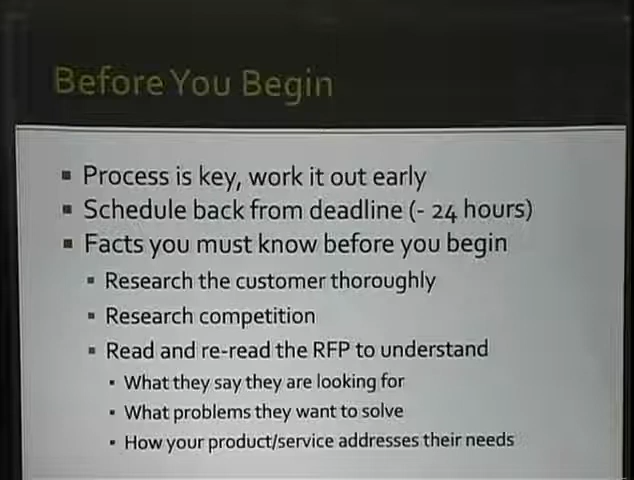 Before You Begin
Process is key, work it out early
Schedule back from deadline (- 24 hours)
Facts you must know before you begin
Research the customer thoroughly
Research competition
Read and re-read the RFP to understand
What they say they are looking for
What problems they want to solve
How your product/service addresses their needs